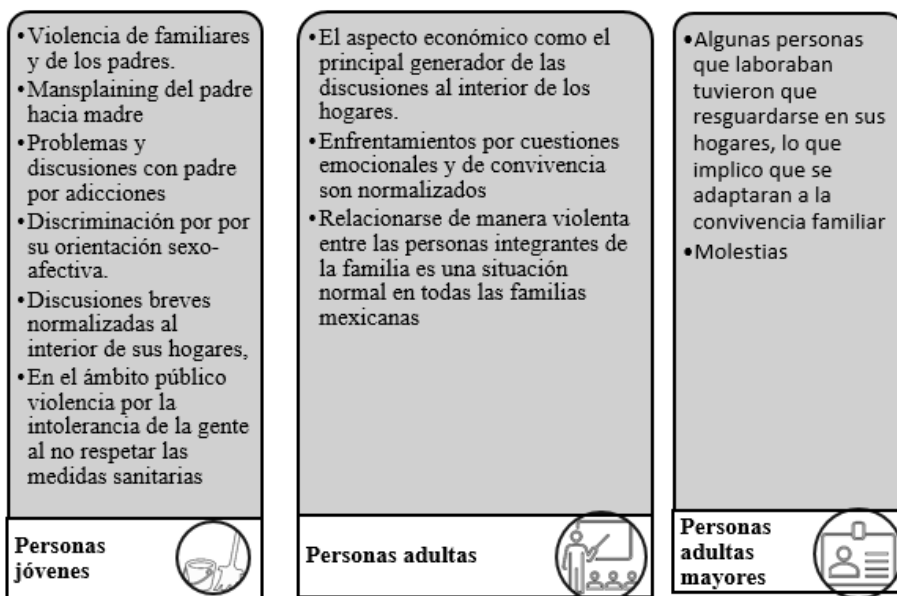 •Violencia de familiares
y de los padres.
•Mansplaining del padre
hacia madre
•Problemas y
discusiones con padre
por adicciones
•Discriminación por por
su orientación sexo-
afectiva.
•Discusiones breves
normalizadas al
interior de sus hogares,
•En el ámbito público
violencia por la
intolerancia de la gente
al no respetar las
medidas sanitarias
Personas
jóvenes
•El aspecto económico como el
principal generador de las
discusiones al interior de los
hogares.
•Enfrentamientos por cuestiones
emocionales y de convivencia
son normalizados
•Relacionarse de manera violenta
entre las personas integrantes de
la familia es una situación
normal en todas las familias
mexicanas
Personas adultas
•Algunas personas
que laboraban
tuvieron que
resguardarse en sus
hogares, lo que
implico que se
adaptaran a la
convivencia familiar
•Molestias
Personas
adultas
mayores